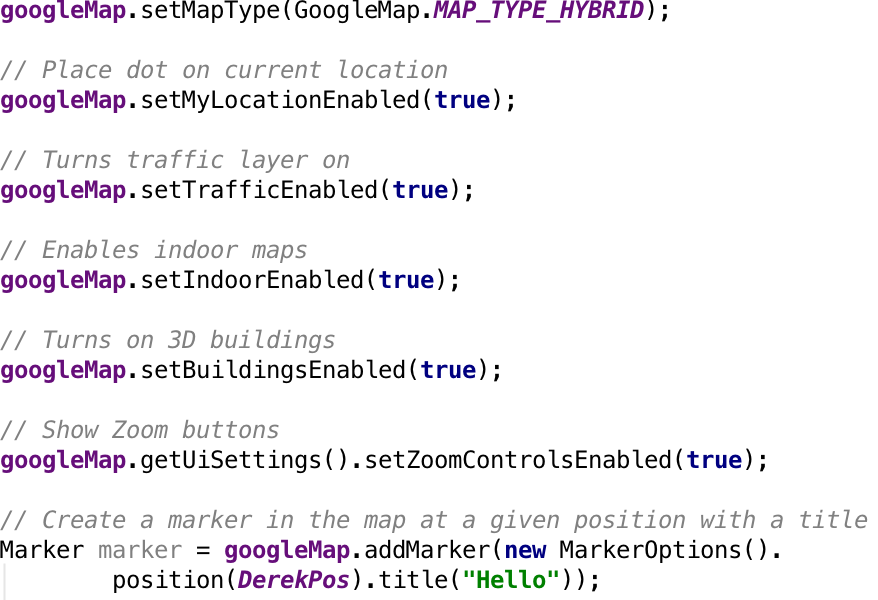 googleMap.setMapType(GoogleMap.MAP_TYPE_HYBRID);
// Place dot on current location
googleMap.setMyLocationEnabled(true);
// Turns traffic layer on
googleMap.setTrafficEnabled(true);
// Enables indoor maps
googleMap.setIndoorEnabled(true);
// Turns on 3D buildings
googleMap.setBuildingsEnabled(true);
// Show Zoom buttons
googleMap.getUiSettings().setZoomControlsEnabled(true);
// Create a marker in the map at a given position with a title
Marker marker = googleMap.addMarker(new MarkerOptions().
        position(DerekPos).title("Hello"));